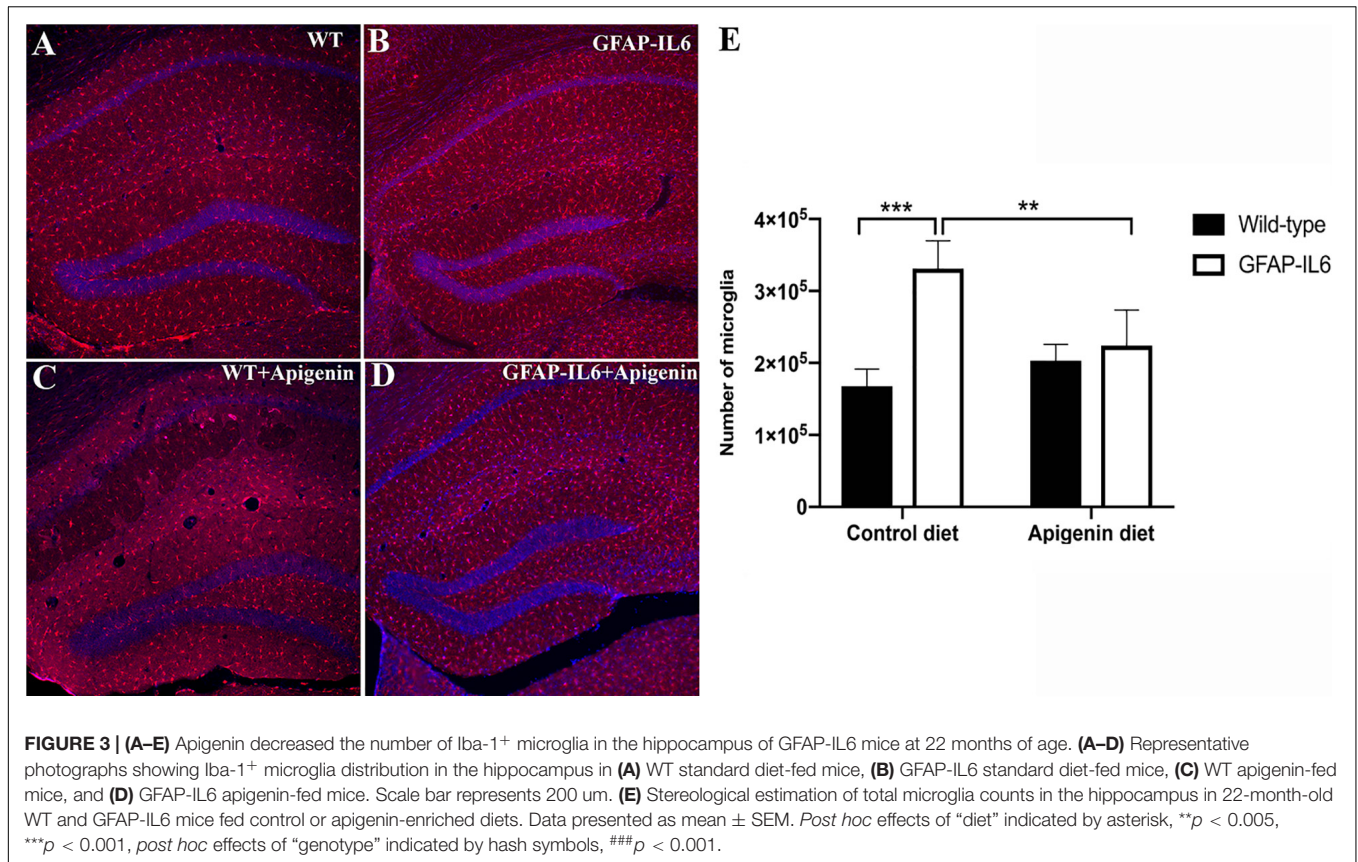 A
WT
B
GFAP-IL6
C
WT+Apigenin
D
GFAP-IL6+Apigenin
E
Number of microglia
4×10⁵
3×10⁵
2×10⁵
1×10⁵
0
***
**
Control diet
Apigenin diet
Wild-type
GFAP-IL6
FIGURE 3 | (A–E) Apigenin decreased the number of Iba-1⁺ microglia in the hippocampus of GFAP-IL6 mice at 22 months of age. (A–D) Representative
photographs showing Iba-1⁺ microglia distribution in the hippocampus in (A) WT standard diet-fed mice, (B) GFAP-IL6 standard diet-fed mice, (C) WT apigenin-fed
mice, and (D) GFAP-IL6 apigenin-fed mice. Scale bar represents 200 um. (E) Stereological estimation of total microglia counts in the hippocampus in 22-month-old
WT and GFAP-IL6 mice fed control or apigenin-enriched diets. Data presented as mean ± SEM. Post hoc effects of “diet” indicated by asterisk, **p < 0.005,
***p < 0.001, post hoc effects of “genotype” indicated by hash symbols, ###p < 0.001.